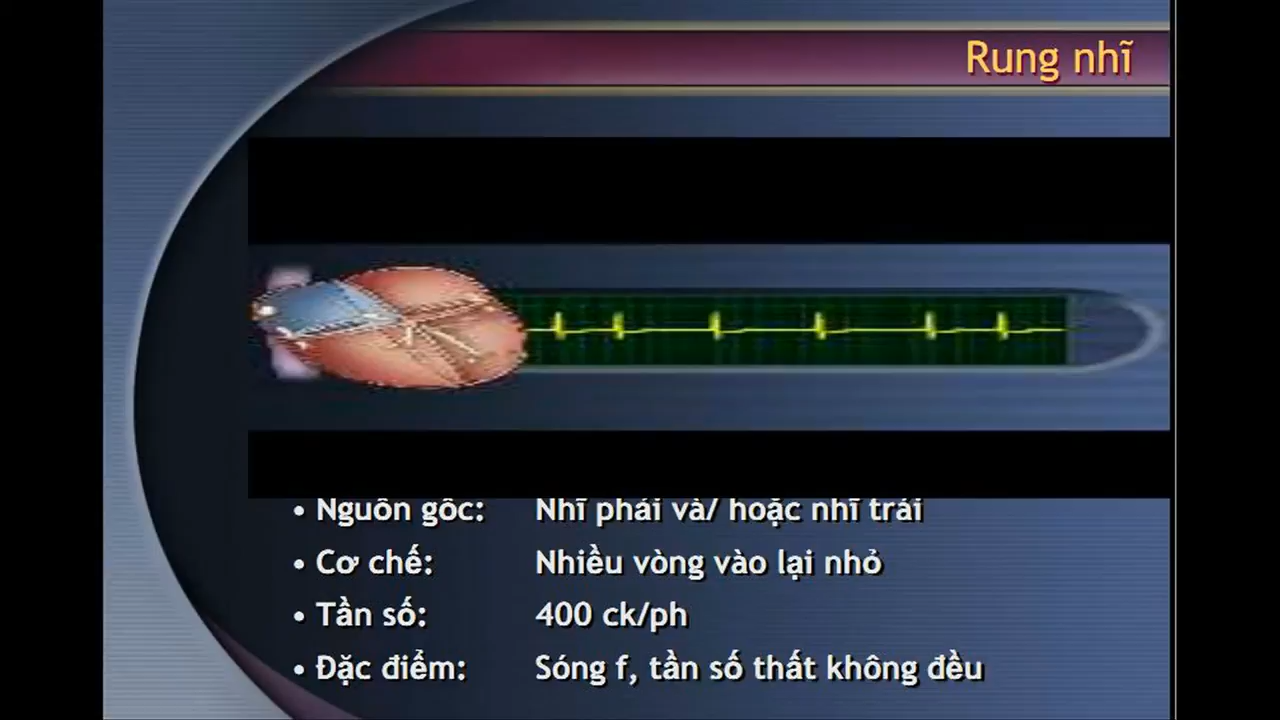 Rung nhĩ
• Nguồn gốc: Nhĩ phải và/ hoặc nhĩ trái
• Cơ chế: Nhiều vòng vào lại nhỏ
• Tần số: 400 ck/ph
• Đặc điểm: Sóng f, tần số thất không đều